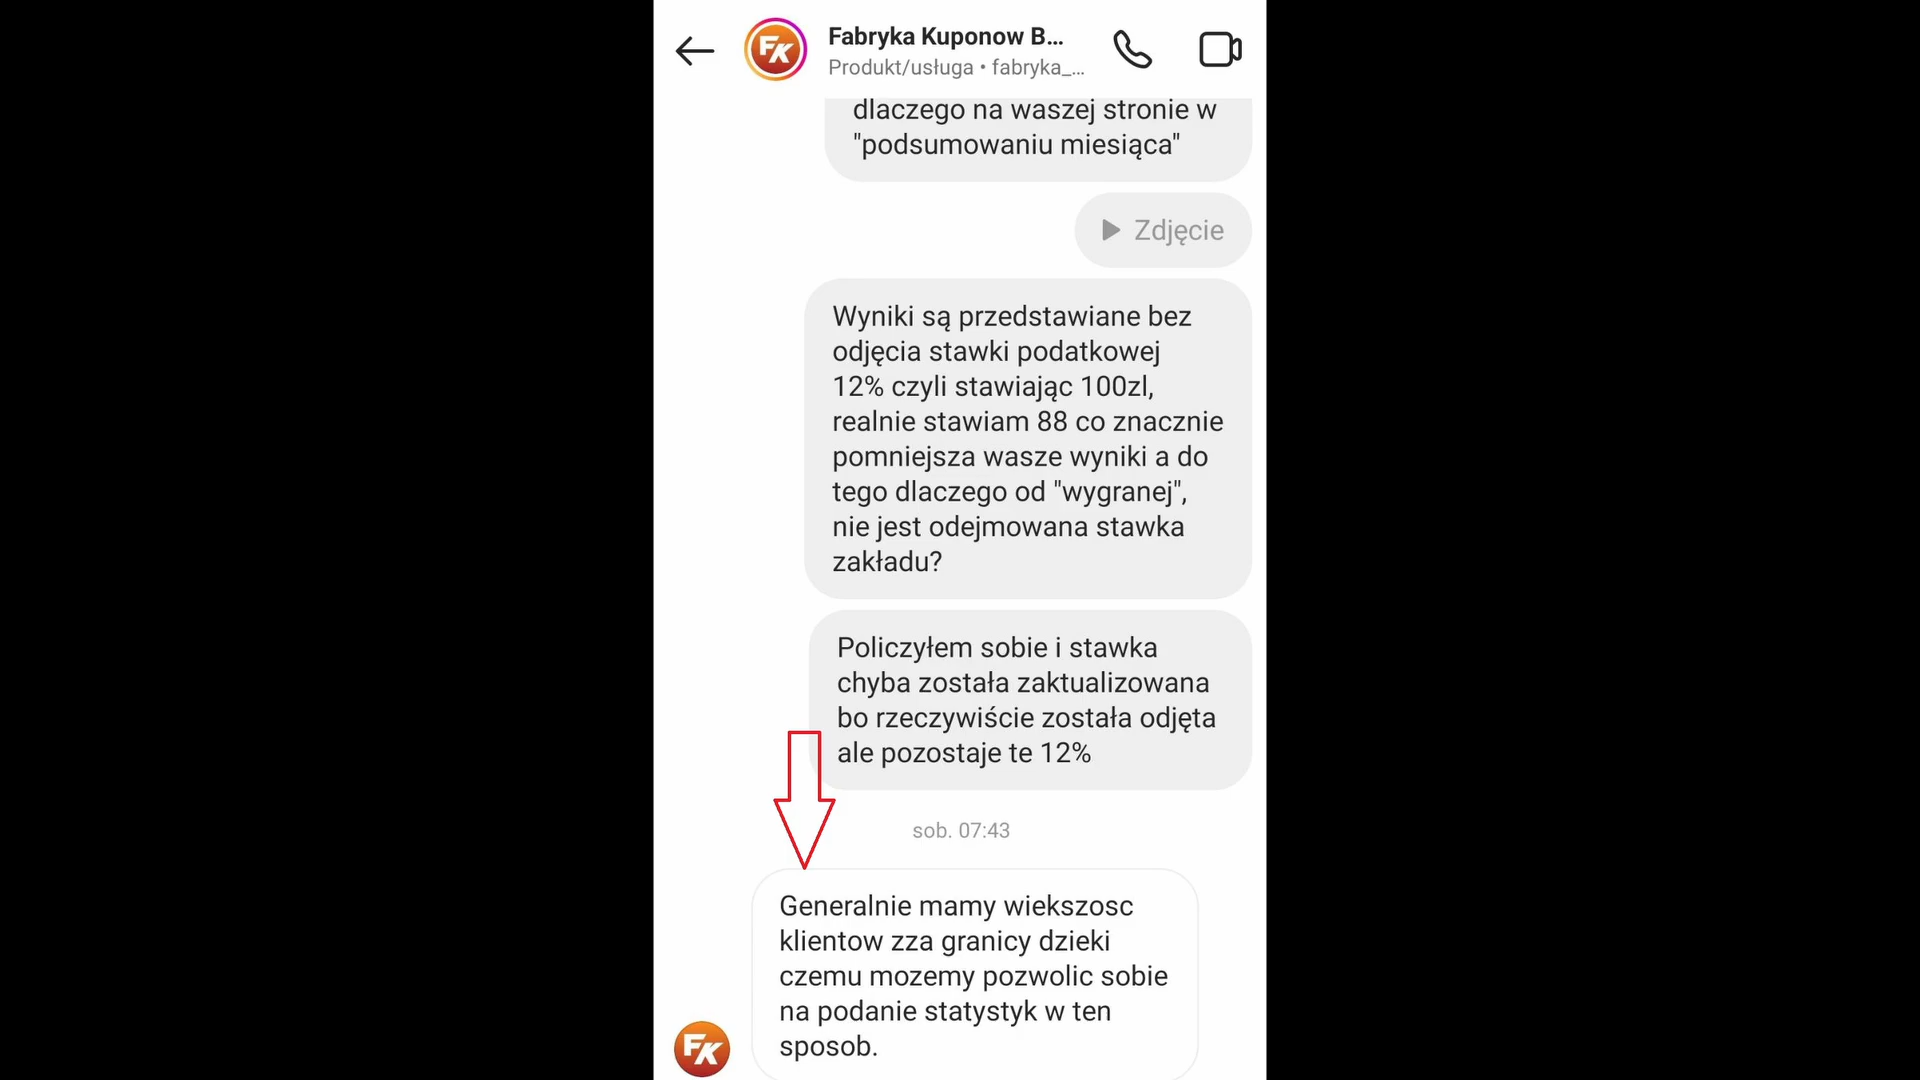 Fabryka Kuponow B...
Produkt/usługa • fabryka_...
dlaczego na waszej stronie w
"podsumowaniu miesiąca"
Zdjęcie
Wyniki są przedstawiane bez
odjęcia stawki podatkowej
12% czyli stawiając 100zl,
realnie stawiam 88 co znacznie
pomniejsza wasze wyniki a do
tego dlaczego od "wygranej",
nie jest odejmowana stawka
zakładu?
Policzyłem sobie i stawka
chyba została zaktualizowana
bo rzeczywiście została odjęta
ale pozostaje te 12%
sob. 07:43
Generalnie mamy wiekszosc
klientow zza granicy dzieki
czemu mozemy pozwolic sobie
na podanie statystyk w ten
sposob.
FK
FK